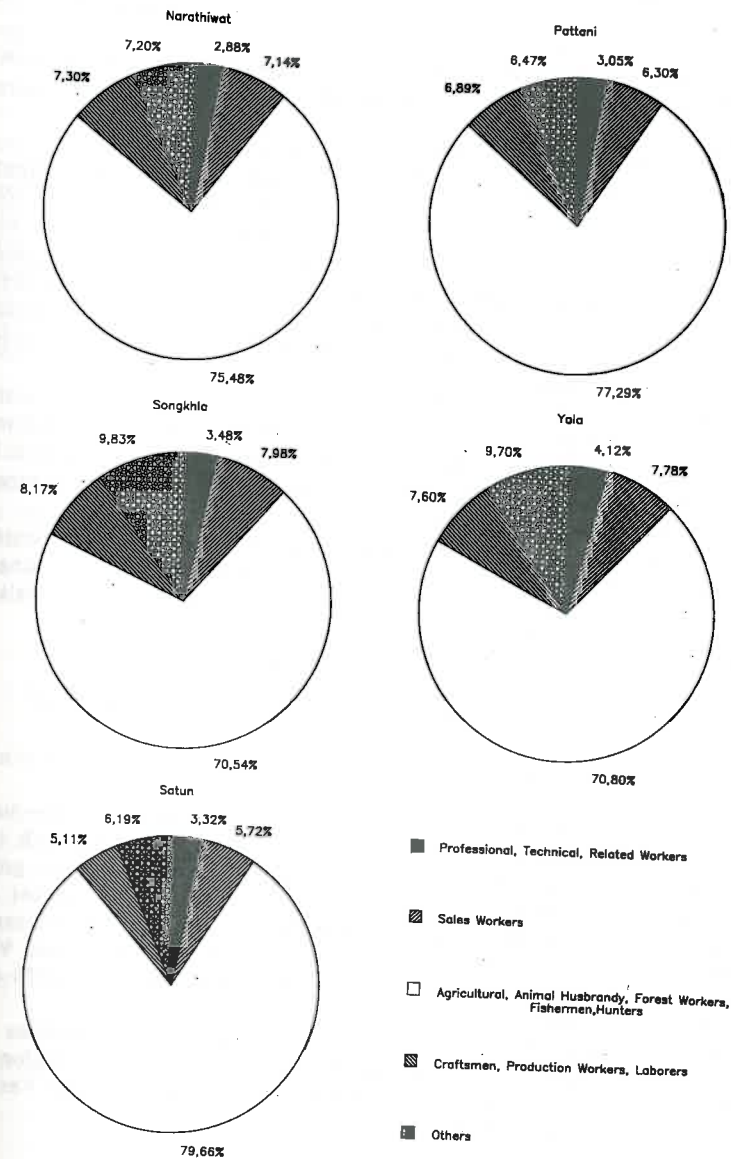 Narathiwat
7,20% 2,88%
7,30% 7,14%
75,48%
Pattani
6,47% 3,05%
6,89% 6,30%
77,29%
Songkhla
9,83% 3,48%
8,17% 7,98%
70,54%
Yala
9,70% 4,12%
7,60% 7,78%
70,80%
Satun
6,19% 3,32%
5,11% 5,72%
79,66%
Professional, Technical, Related Workers
Sales Workers
Agricultural, Animal Husbrandy, Forest Workers,
Fishermen,Hunters
Craftsmen, Production Workers, Laborers
Others